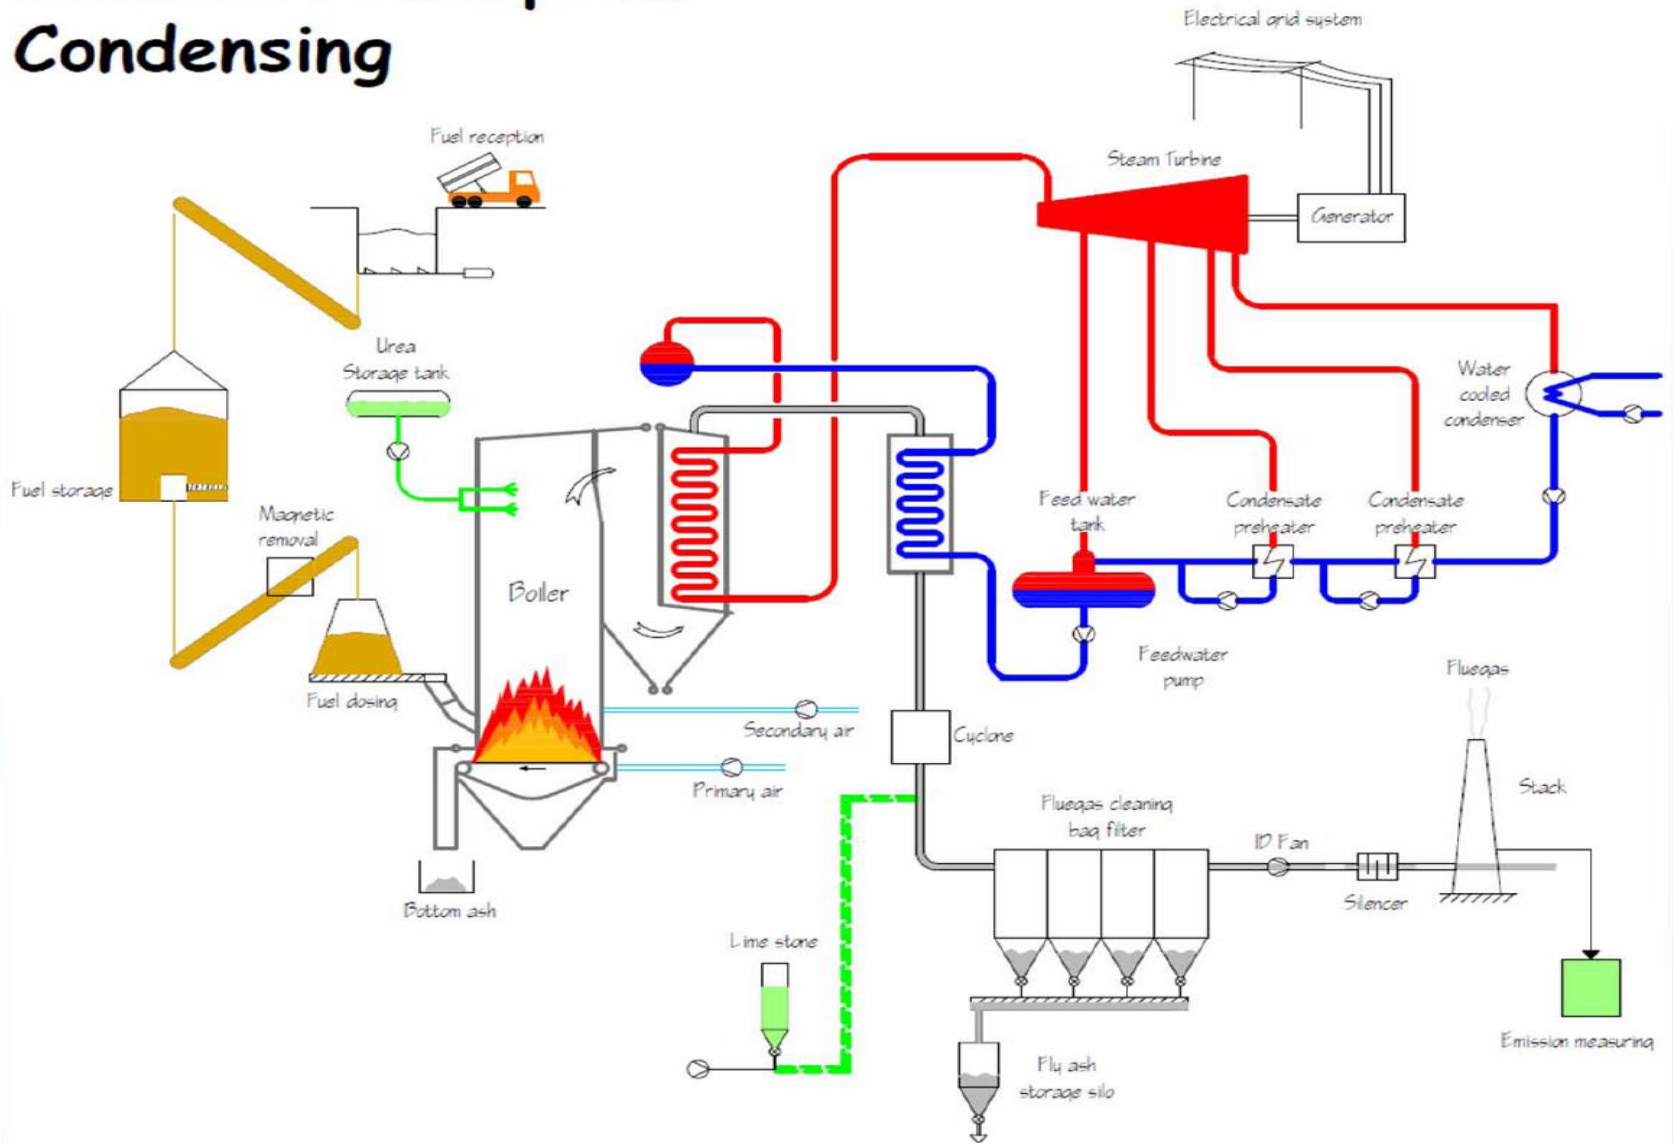 Condensing
Electrical grid system
Fuel reception
Steam Turbine
Generator
Urea
Storage tank
Water
cooled
condenser
Fuel storage
Magnetic
removal
Feed water
tank
Condensate
preheater
Condensate
preheater
Boiler
Feedwater
pump
Fluegas
Fuel dosing
Secondary air
Cyclone
Primary air
Stack
Fluegas cleaning
bag filter
ID Fan
Silencer
Bottom ash
Lime stone
Emission measuring
Fly ash
storage silo